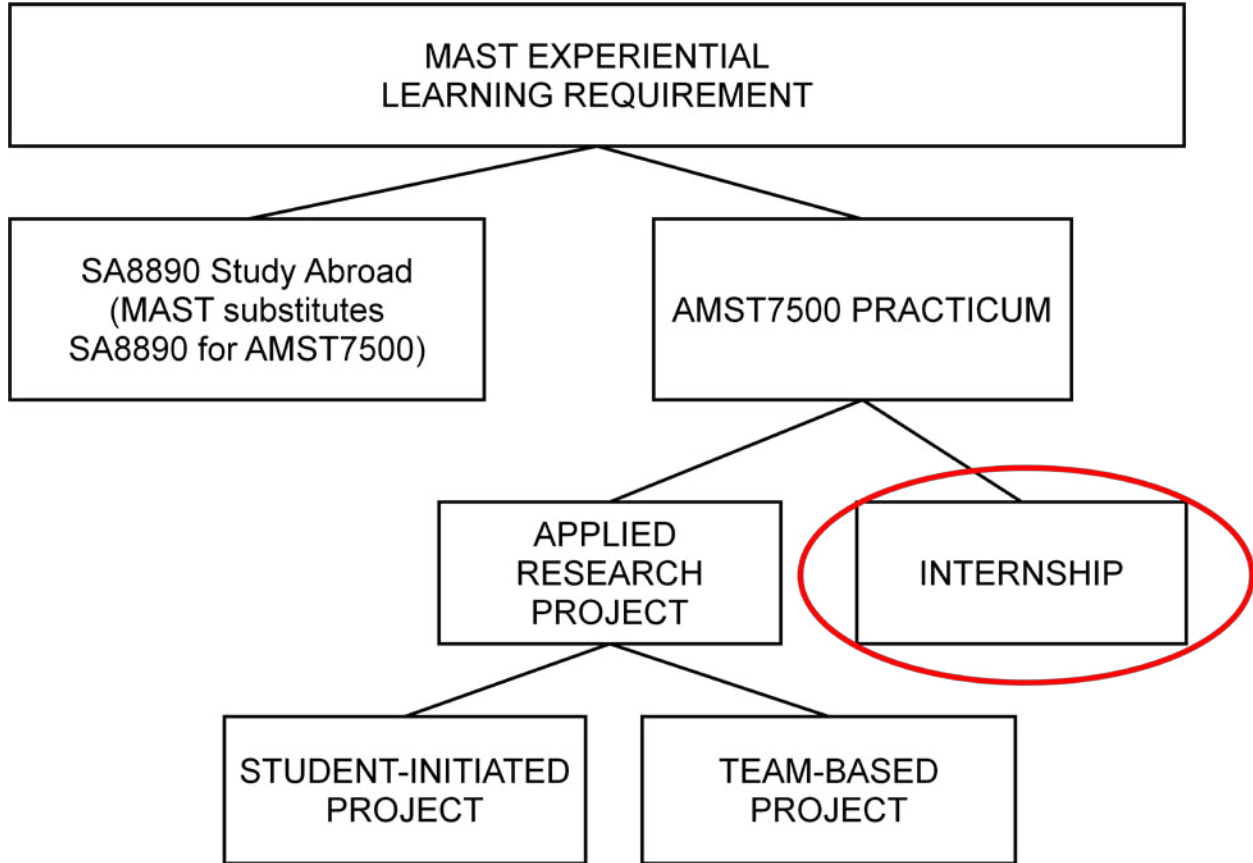 MAST EXPERIENTIAL
LEARNING REQUIREMENT
SA8890 Study Abroad
(MAST substitutes
SA8890 for AMST7500)
AMST7500 PRACTICUM
APPLIED
RESEARCH
PROJECT
INTERNSHIP
STUDENT-INITIATED
PROJECT
TEAM-BASED
PROJECT